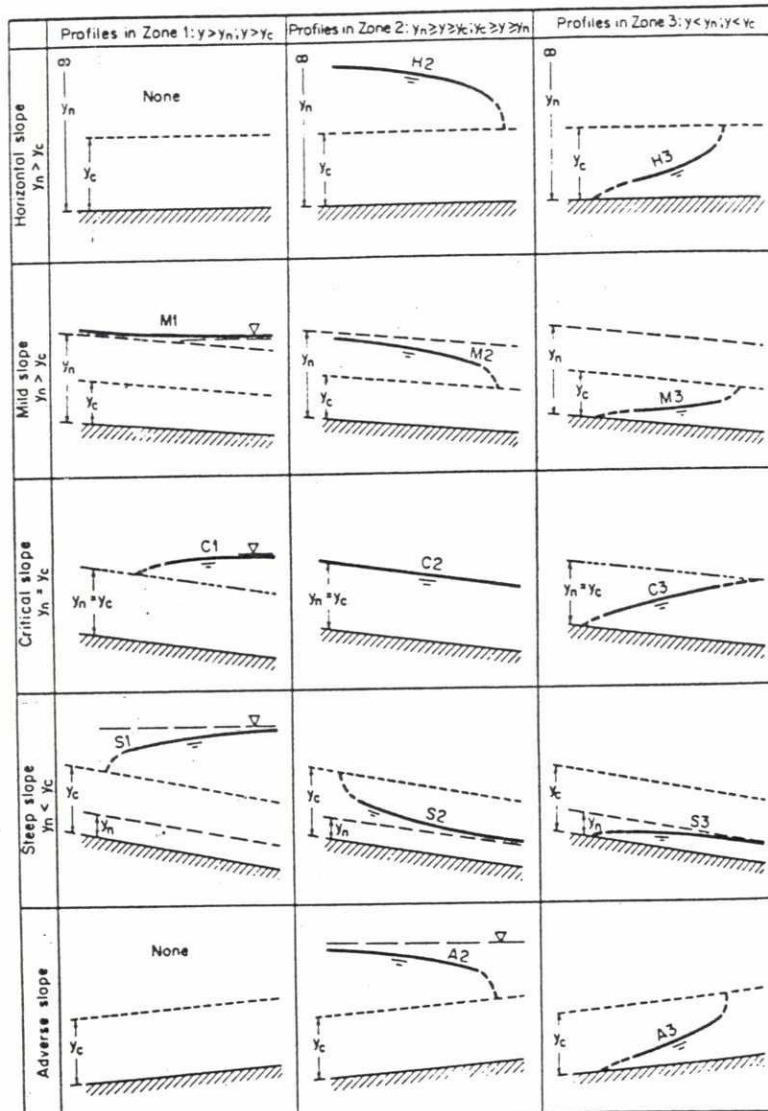 Profiles in Zone 1: y>yn; y>yc
Profiles in Zone 2: yn≥y≥yc; yc≥y≥yn
Profiles in Zone 3: y<yn; y<yc
Horizontal slope
yn > yc
∞
yn
yc
None
∞
yn
yc
H2
∞
yn
yc
H3
Mild slope
yn > yc
M1
yn
yc
M2
yn
yc
M3
yn
yc
Critical slope
yn = yc
C1
yn = yc
C2
yn = yc
C3
yn = yc
Steep slope
yn < yc
S1
yc
yn
S2
yc
yn
S3
yc
yn
Adverse slope
None
yc
A2
yc
A3
yc